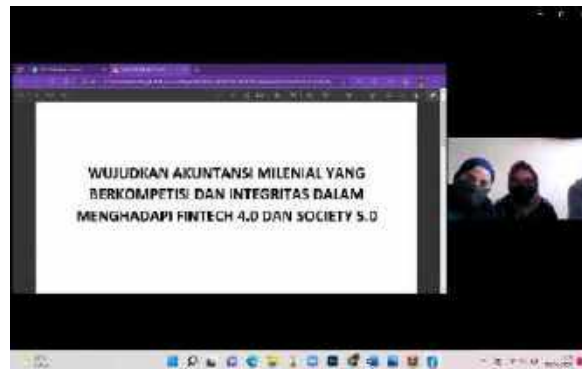 WUJUDKAN AKUNTANSI MILENIAL YANG
BERKOMPETISI DAN INTEGRITAS DALAM
MENGHADAPI FINTECH 4.0 DAN SOCIETY 5.0